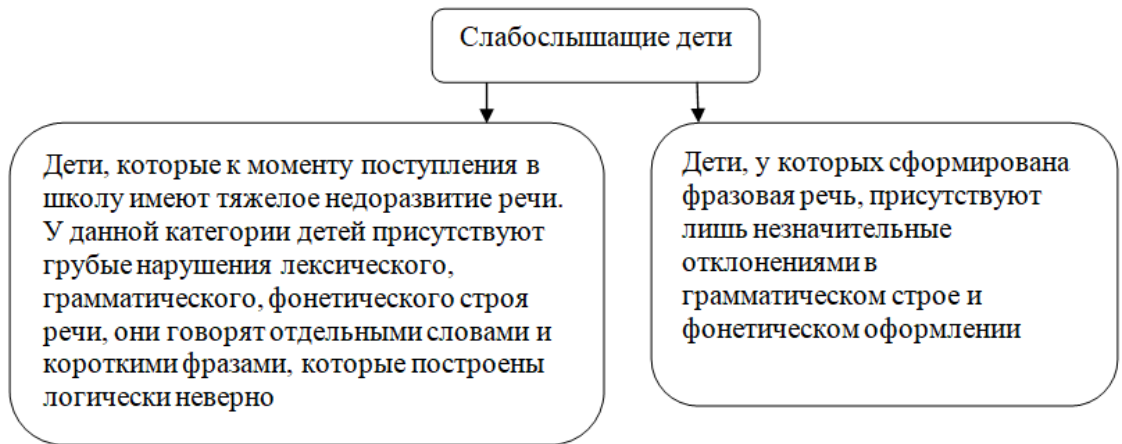 Слабослышащие дети
Дети, которые к моменту поступления в
школу имеют тяжелое недоразвитие речи.
У данной категории детей присутствуют
грубые нарушения лексического,
грамматического, фонетического строя
речи, они говорят отдельными словами и
короткими фразами, которые построены
логически неверно
Дети, у которых сформирована
фразовая речь, присутствуют
лишь незначительные
отклонениями в
грамматическом строе и
фонетическом оформлении